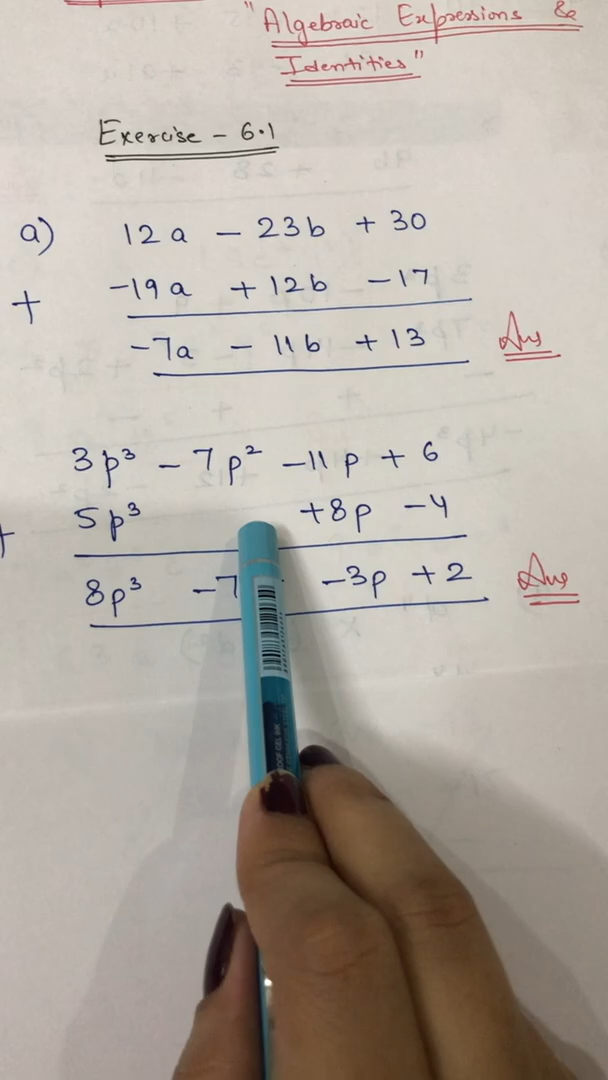 "Algebraic Expressions &
Identities"
Exercise - 6.1
a) 12a - 23b + 30
+ -19a + 12b - 17
-7a - 11b + 13 Ans
3p³ - 7p² - 11p + 6
+ 5p³ + 8p - 4
8p³ - 7 - 3p + 2 Ans